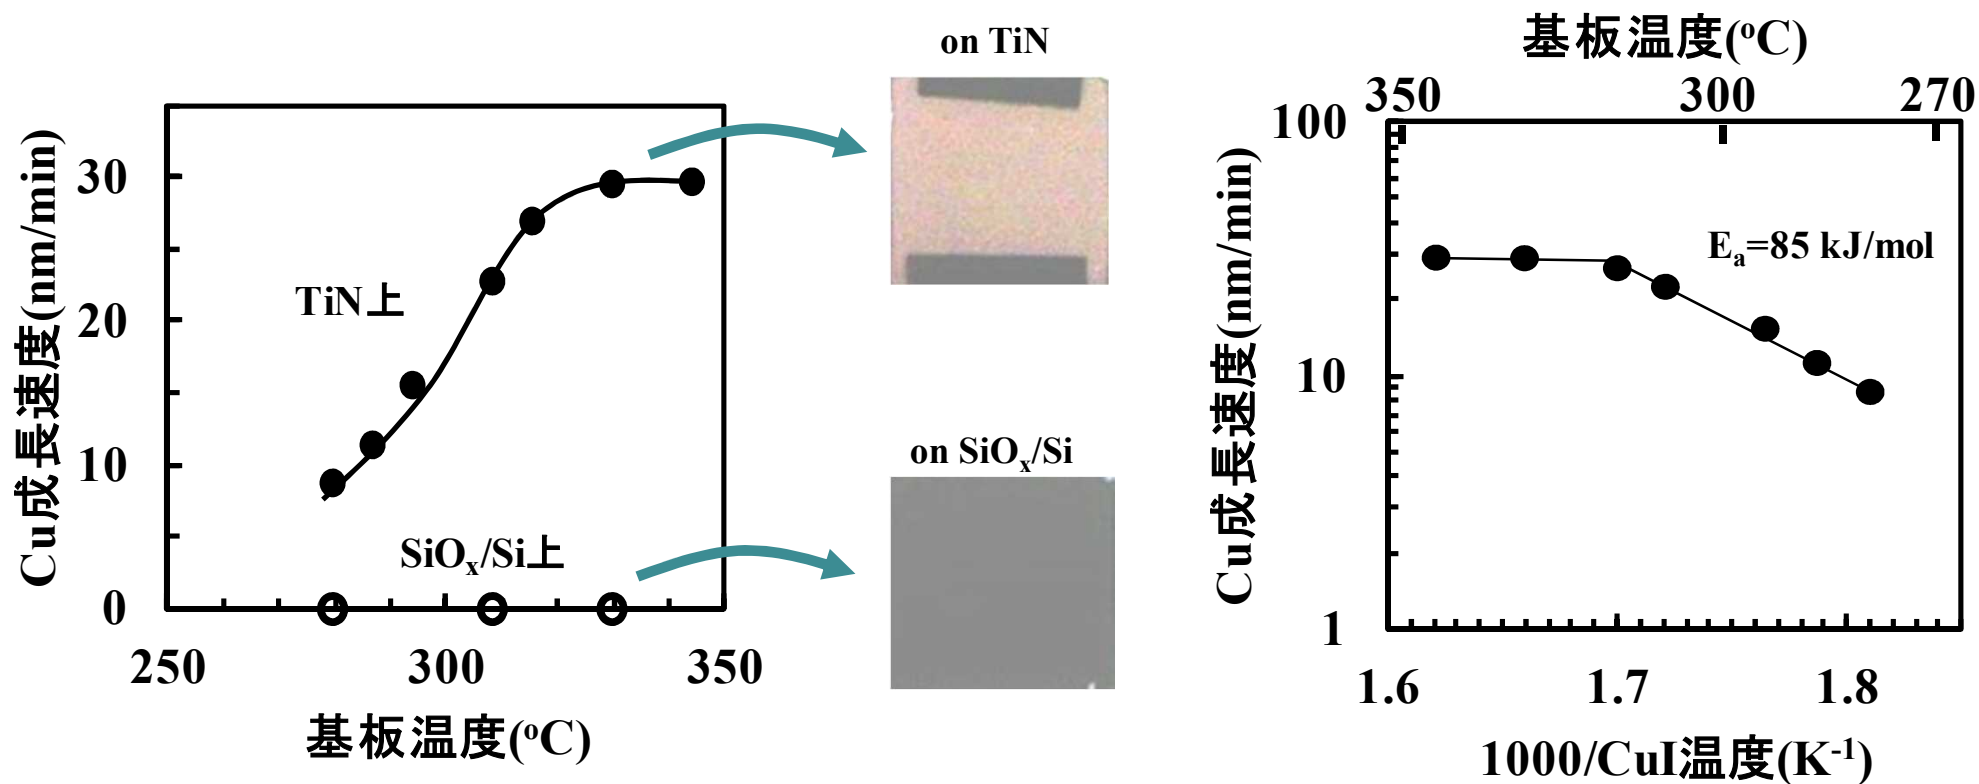 Cu成長速度(nm/min)
30
20
10
0
TiN上
SiOx/Si上
250 300 350
基板温度(oC)
on TiN
on SiOx/Si
基板温度(oC)
350 300 270
Cu成長速度(nm/min)
100
10
1
Ea=85 kJ/mol
1.6 1.7 1.8
1000/CuI温度(K-1)